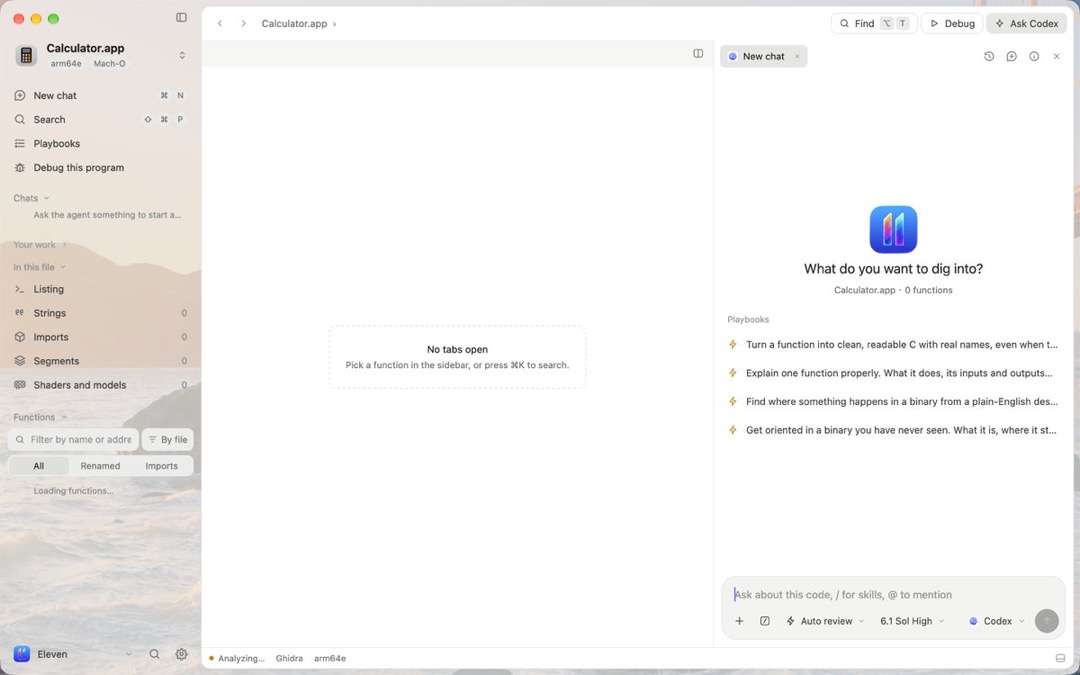 Calculator.app
arm64e Mach-O
New chat ⌘ N
Search ⇧ ⌘ P
Playbooks
Debug this program
Chats
Ask the agent something to start a...
Your work
In this file
Listing
Strings 0
Imports 0
Segments 0
Shaders and models 0
Functions
Filter by name or addre
By file
All Renamed Imports
Loading functions...
Eleven
Calculator.app
Find ⌥ T
Debug
Ask Codex
No tabs open
Pick a function in the sidebar, or press ⌘K to search.
Analyzing... Ghidra arm64e
New chat
What do you want to dig into?
Calculator.app · 0 functions
Playbooks
Turn a function into clean, readable C with real names, even when t...
Explain one function properly. What it does, its inputs and outputs...
Find where something happens in a binary from a plain-English des...
Get oriented in a binary you have never seen. What it is, where it st...
Ask about this code, / for skills, @ to mention
Auto review 6.1 Sol High Codex